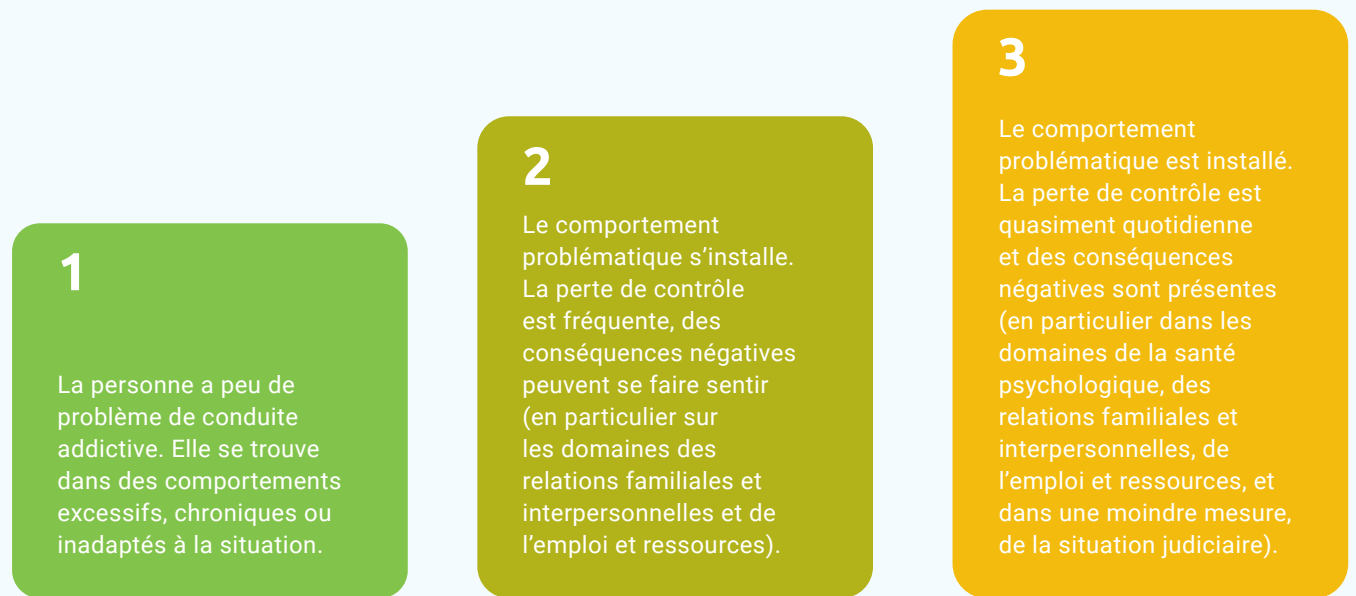 1
La personne a peu de
problème de conduite
addictive. Elle se trouve
dans des comportements
excessifs, chroniques ou
inadaptés à la situation.
2
Le comportement
problématique s’installe.
La perte de contrôle
est fréquente, des
conséquences négatives
peuvent se faire sentir
(en particulier sur
les domaines des
relations familiales et
interpersonnelles et de
l’emploi et ressources).
3
Le comportement
problématique est installé.
La perte de contrôle est
quasiment quotidienne
et des conséquences
négatives sont présentes
(en particulier dans les
domaines de la santé
psychologique, des
relations familiales et
interpersonnelles, de
l’emploi et ressources, et
dans une moindre mesure,
de la situation judiciaire).